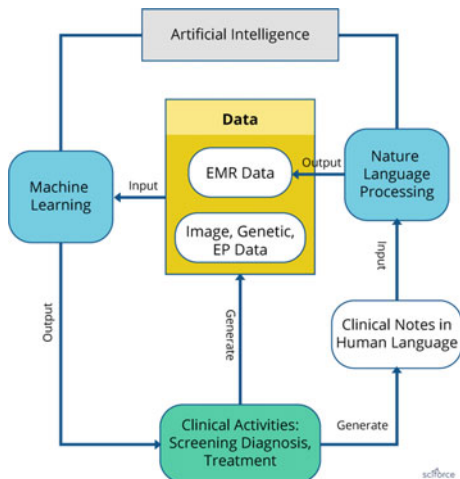 Artificial Intelligence
Data
EMR Data
Output
Nature
Language
Processing
Machine
Learning
Input
Image, Genetic,
EP Data
Input
Output
Generate
Clinical Notes in
Human Language
Clinical Activities:
Screening Diagnosis,
Treatment
Generate
sciforce